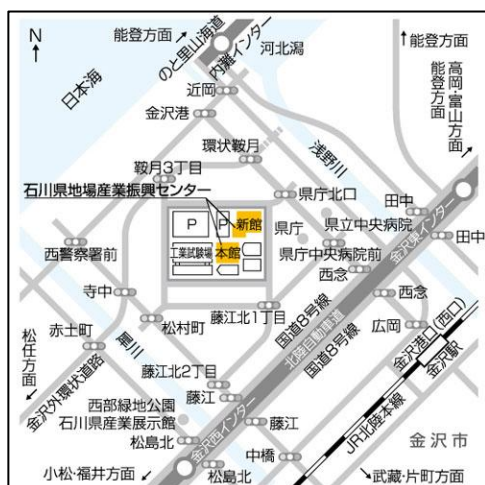 N
能登方面
のと里山海道
内灘インター
河北潟
能登方面
日本海
近岡
金沢港
高岡・富山方面
能登方面
浅野川
環状鞍月
鞍月3丁目
石川県地場産業振興センター
県庁北口
田中
P
P
新館
県庁
県立中央病院
金沢東インター
田中
西警察署前
工業試験場
本館
県庁中央病院前
西念
寺中
西念
藤江北1丁目
国道8号線
北陸自動車道
国道8号線
広岡
金沢港口(西口)
金沢駅
松任方面
赤土町
松村町
犀川
金沢外環状道路
藤江北2丁目
西部緑地公園
石川県産業展示館
藤江
藤江
JR北陸本線
金沢市
松島北
金沢西インター
中橋
小松・福井方面
松島北
武蔵・片町方面